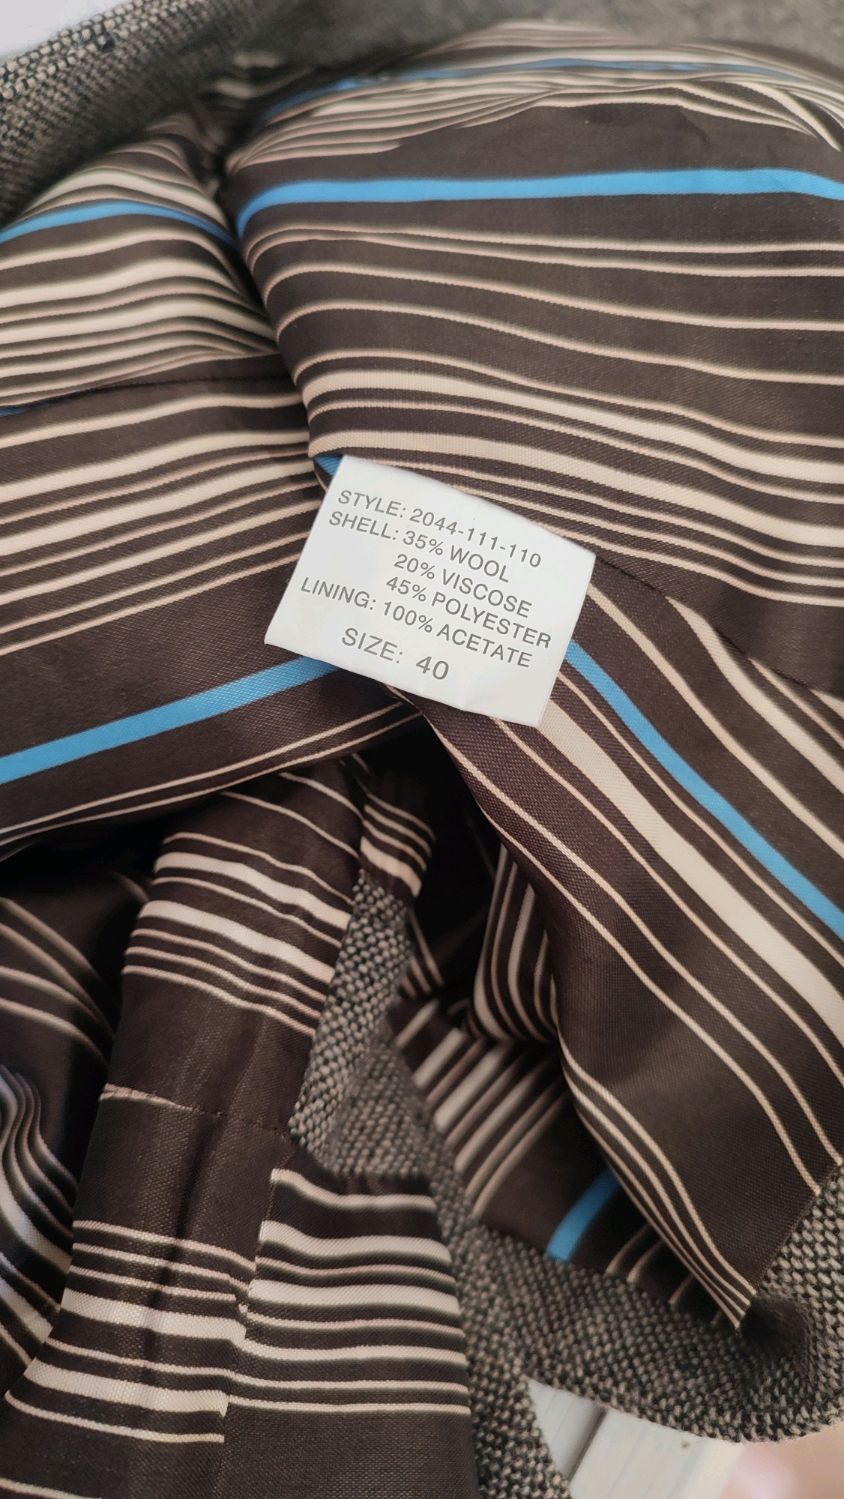 STYLE: 2044-111-110
SHELL: 35% WOOL
20% VISCOSE
45% POLYESTER
LINING: 100% ACETATE
SIZE: 40